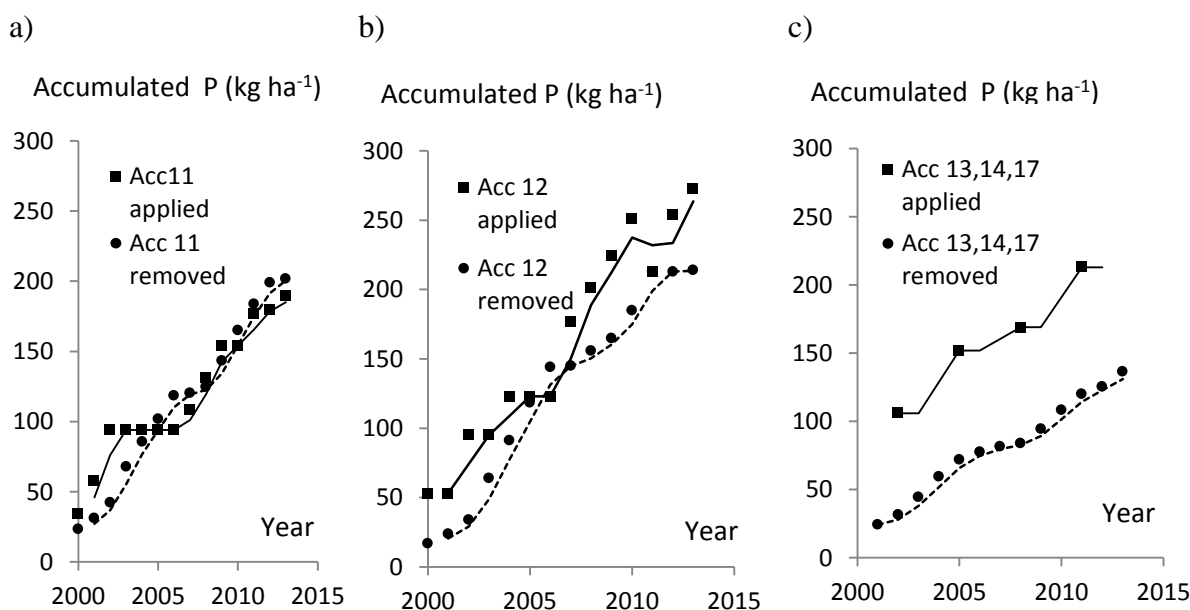 a)
Accumulated P (kg ha-1)
300
250
200
150
100
50
0
Acc11
applied
Acc 11
removed
Year
2000 2005 2010 2015
b)
Accumulated P (kg ha-1)
300
250
200
150
100
50
0
Acc 12
applied
Acc 12
removed
Year
2000 2005 2010 2015
c)
Accumulated P (kg ha-1)
300
250
200
150
100
50
0
Acc 13,14,17
applied
Acc 13,14,17
removed
Year
2000 2005 2010 2015